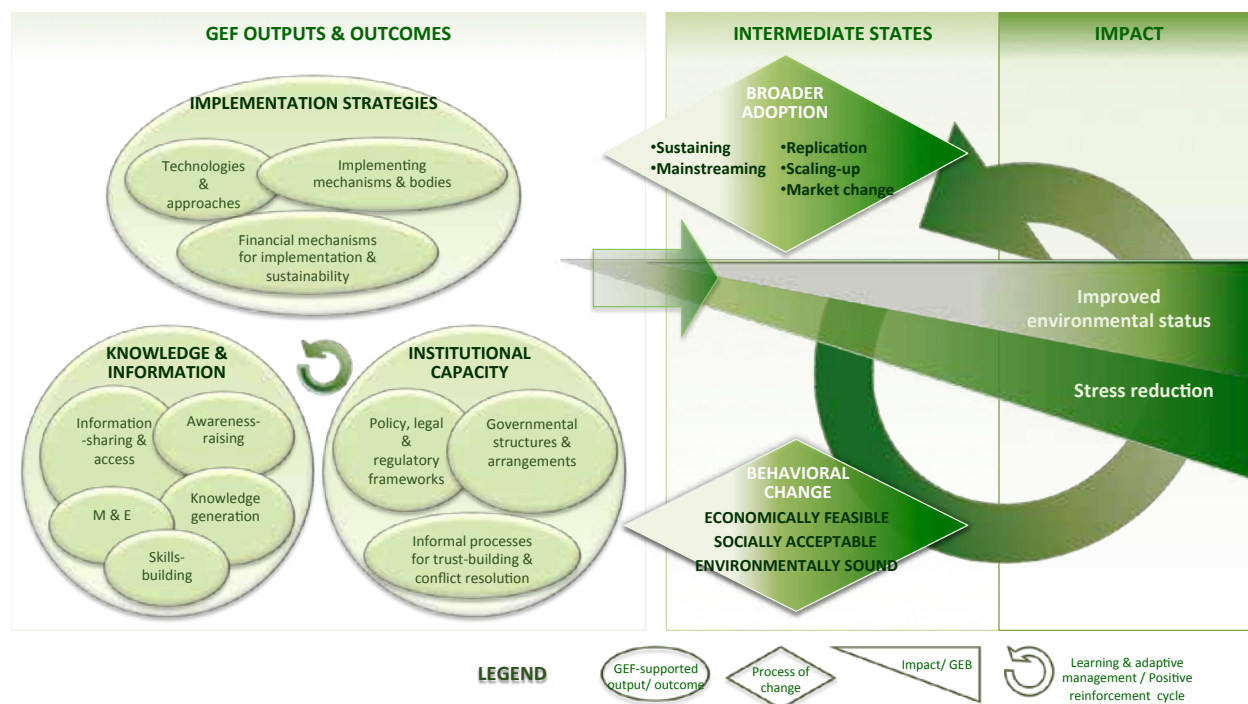 GEF OUTPUTS & OUTCOMES
IMPLEMENTATION STRATEGIES
Technologies
&
approaches
Implementing
mechanisms & bodies
Financial mechanisms
for implementation &
sustainability
KNOWLEDGE &
INFORMATION
Information
-sharing &
access
Awareness-
raising
M & E
Knowledge
generation
Skills-
building
INSTITUTIONAL
CAPACITY
Policy, legal
&
regulatory
frameworks
Governmental
structures &
arrangements
Informal processes
for trust-building &
conflict resolution
INTERMEDIATE STATES
BROADER
ADOPTION
•Sustaining
•Mainstreaming
•Replication
•Scaling-up
•Market change
BEHAVIORAL
CHANGE
ECONOMICALLY FEASIBLE
SOCIALLY ACCEPTABLE
ENVIRONMENTALLY SOUND
IMPACT
Improved
environmental status
Stress reduction
LEGEND
GEF-supported
output/ outcome
Process of
change
Impact/ GEB
Learning & adaptive
management / Positive
reinforcement cycle